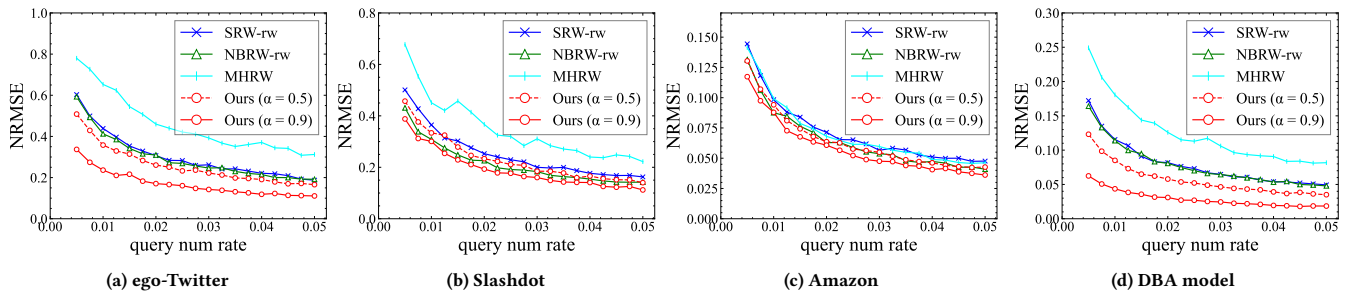 1.0
0.8
0.6
0.4
0.2
0.0
NRMSE
0.00 0.01 0.02 0.03 0.04 0.05
query num rate
SRW-rw
NBRW-rw
MHRW
Ours (α = 0.5)
Ours (α = 0.9)
(a) ego-Twitter
0.8
0.6
0.4
0.2
0.0
NRMSE
0.00 0.01 0.02 0.03 0.04 0.05
query num rate
SRW-rw
NBRW-rw
MHRW
Ours (α = 0.5)
Ours (α = 0.9)
(b) Slashdot
0.150
0.125
0.100
0.075
0.050
0.025
0.000
NRMSE
0.00 0.01 0.02 0.03 0.04 0.05
query num rate
SRW-rw
NBRW-rw
MHRW
Ours (α = 0.5)
Ours (α = 0.9)
(c) Amazon
0.30
0.25
0.20
0.15
0.10
0.05
0.00
NRMSE
0.00 0.01 0.02 0.03 0.04 0.05
query num rate
SRW-rw
NBRW-rw
MHRW
Ours (α = 0.5)
Ours (α = 0.9)
(d) DBA model